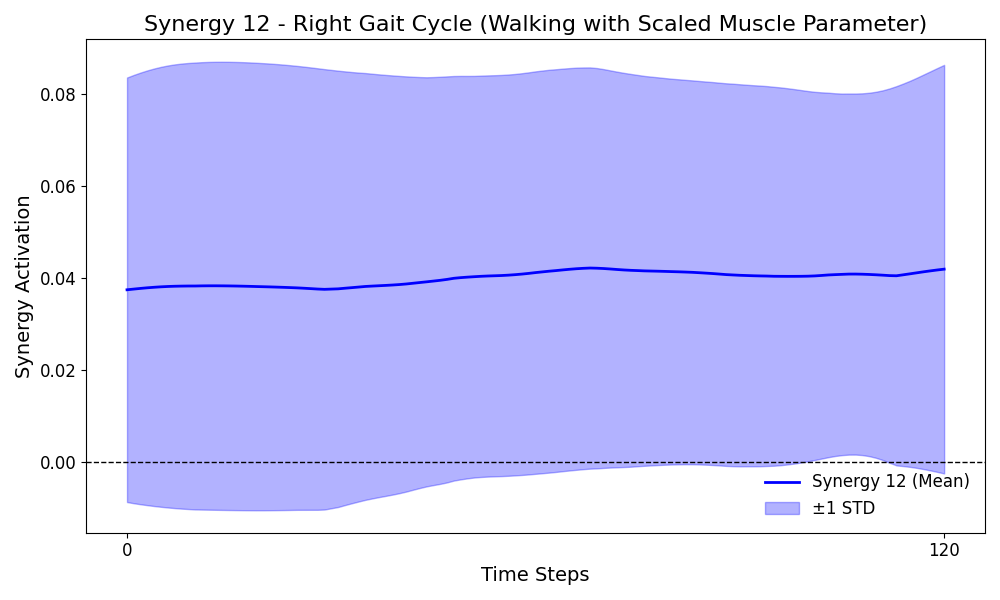 Synergy 12 - Right Gait Cycle (Walking with Scaled Muscle Parameter)
Synergy Activation
0.08
0.06
0.04
0.02
0.00
Synergy 12 (Mean)
±1 STD
0
120
Time Steps